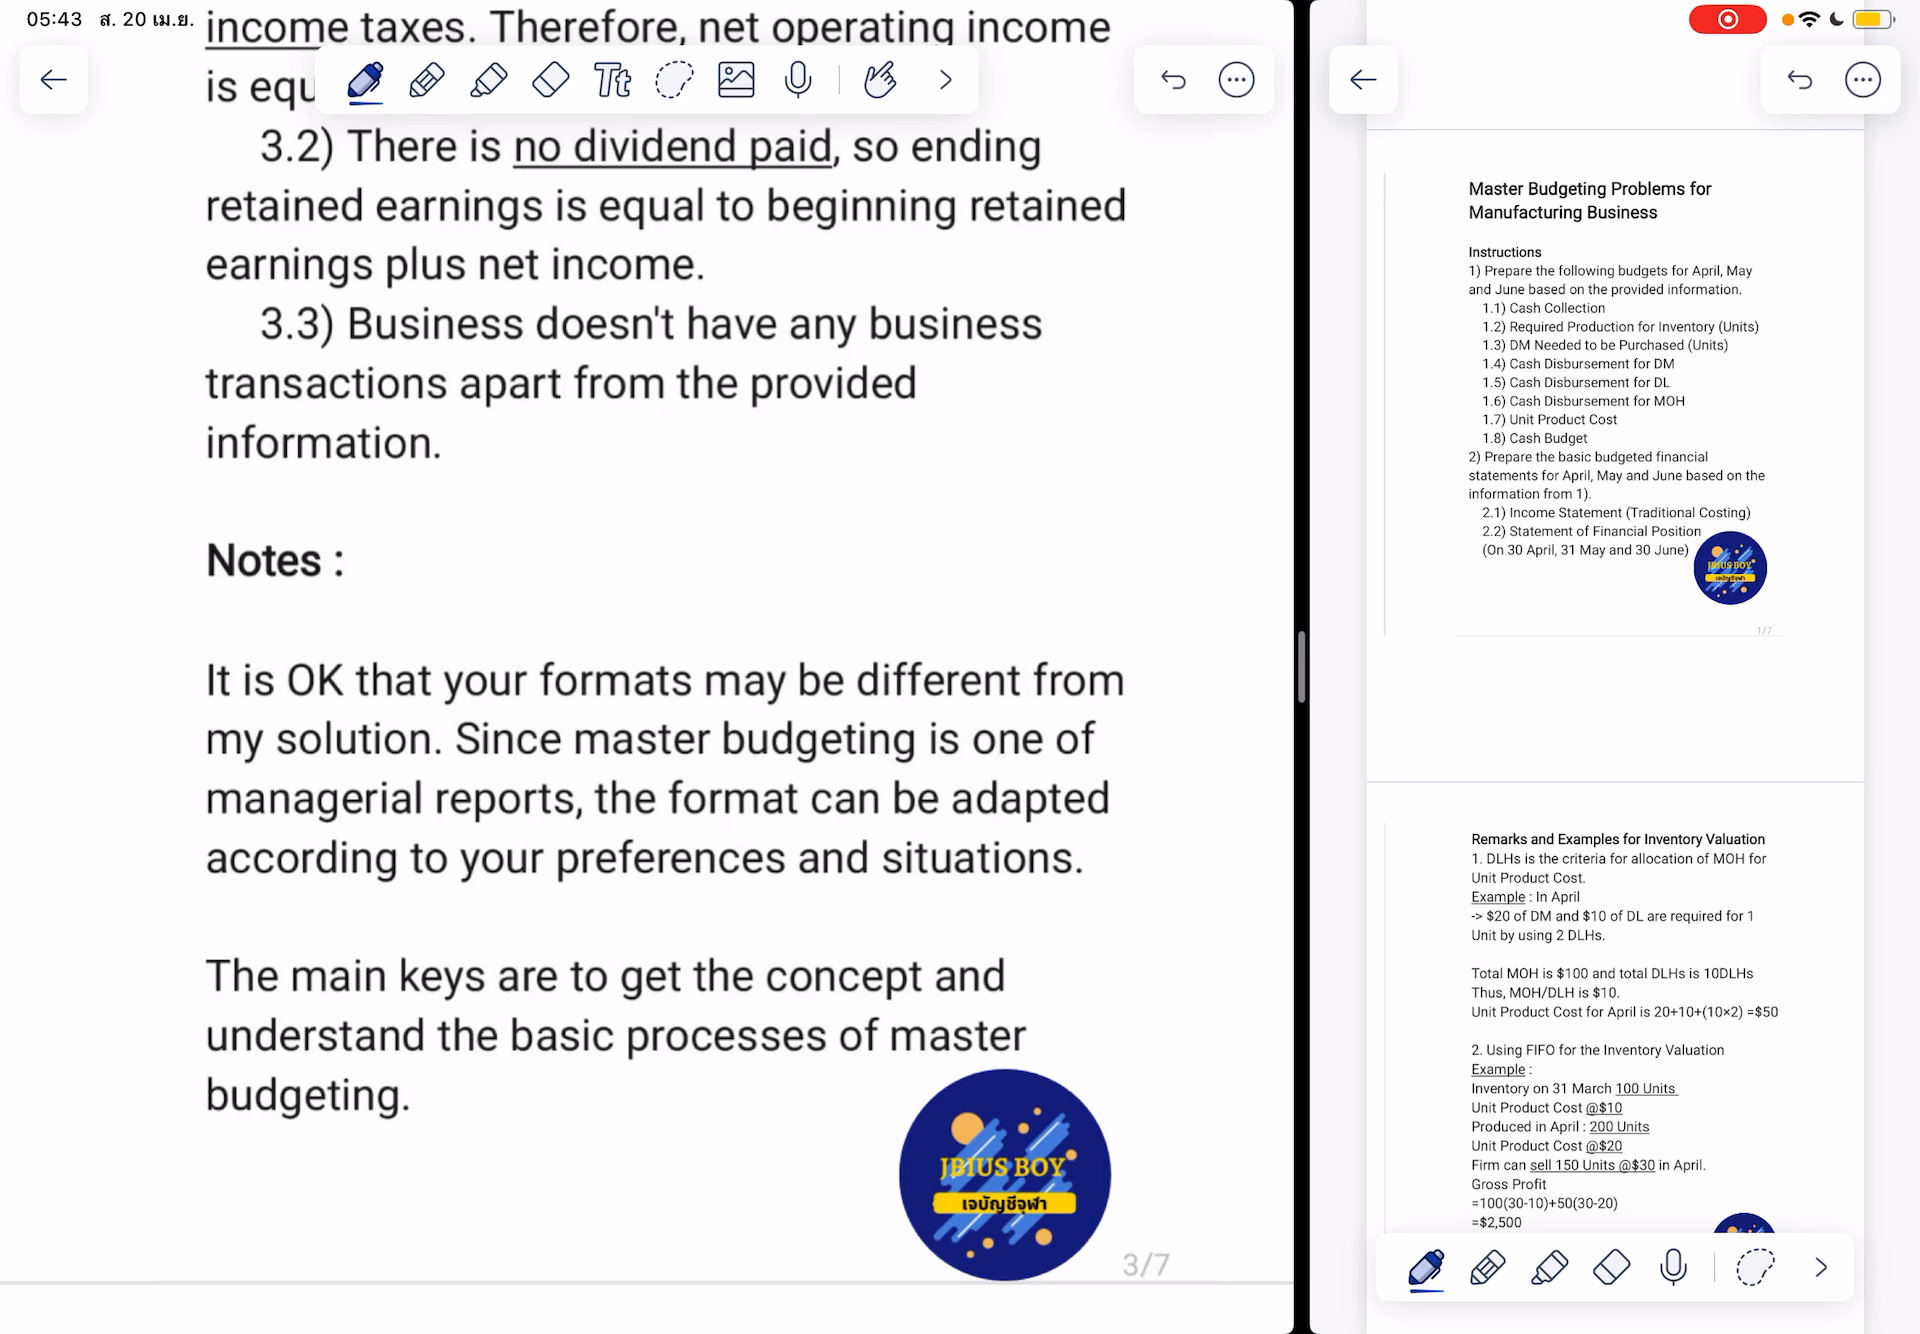 05:43 ส. 20 เม.ย.
income taxes. Therefore, net operating income
is equ
3.2) There is no dividend paid, so ending
retained earnings is equal to beginning retained
earnings plus net income.
3.3) Business doesn't have any business
transactions apart from the provided
information.
Notes :
It is OK that your formats may be different from
my solution. Since master budgeting is one of
managerial reports, the format can be adapted
according to your preferences and situations.
The main keys are to get the concept and
understand the basic processes of master
budgeting.
JBIUS BOY
เจบัญชีจุฬา
3/7
Tt
Master Budgeting Problems for
Manufacturing Business
Instructions
1) Prepare the following budgets for April, May
and June based on the provided information.
1.1) Cash Collection
1.2) Required Production for Inventory (Units)
1.3) DM Needed to be Purchased (Units)
1.4) Cash Disbursement for DM
1.5) Cash Disbursement for DL
1.6) Cash Disbursement for MOH
1.7) Unit Product Cost
1.8) Cash Budget
2) Prepare the basic budgeted financial
statements for April, May and June based on the
information from 1).
2.1) Income Statement (Traditional Costing)
2.2) Statement of Financial Position
(On 30 April, 31 May and 30 June)
JBIUS BOY
เจบัญชีจุฬา
1/7
Remarks and Examples for Inventory Valuation
1. DLHs is the criteria for allocation of MOH for
Unit Product Cost.
Example : In April
-> $20 of DM and $10 of DL are required for 1
Unit by using 2 DLHs.
Total MOH is $100 and total DLHs is 10DLHs
Thus, MOH/DLH is $10.
Unit Product Cost for April is 20+10+(10×2) =$50
2. Using FIFO for the Inventory Valuation
Example :
Inventory on 31 March 100 Units
Unit Product Cost @$10
Produced in April : 200 Units
Unit Product Cost @$20
Firm can sell 150 Units @$30 in April.
Gross Profit
=100(30-10)+50(30-20)
=$2,500